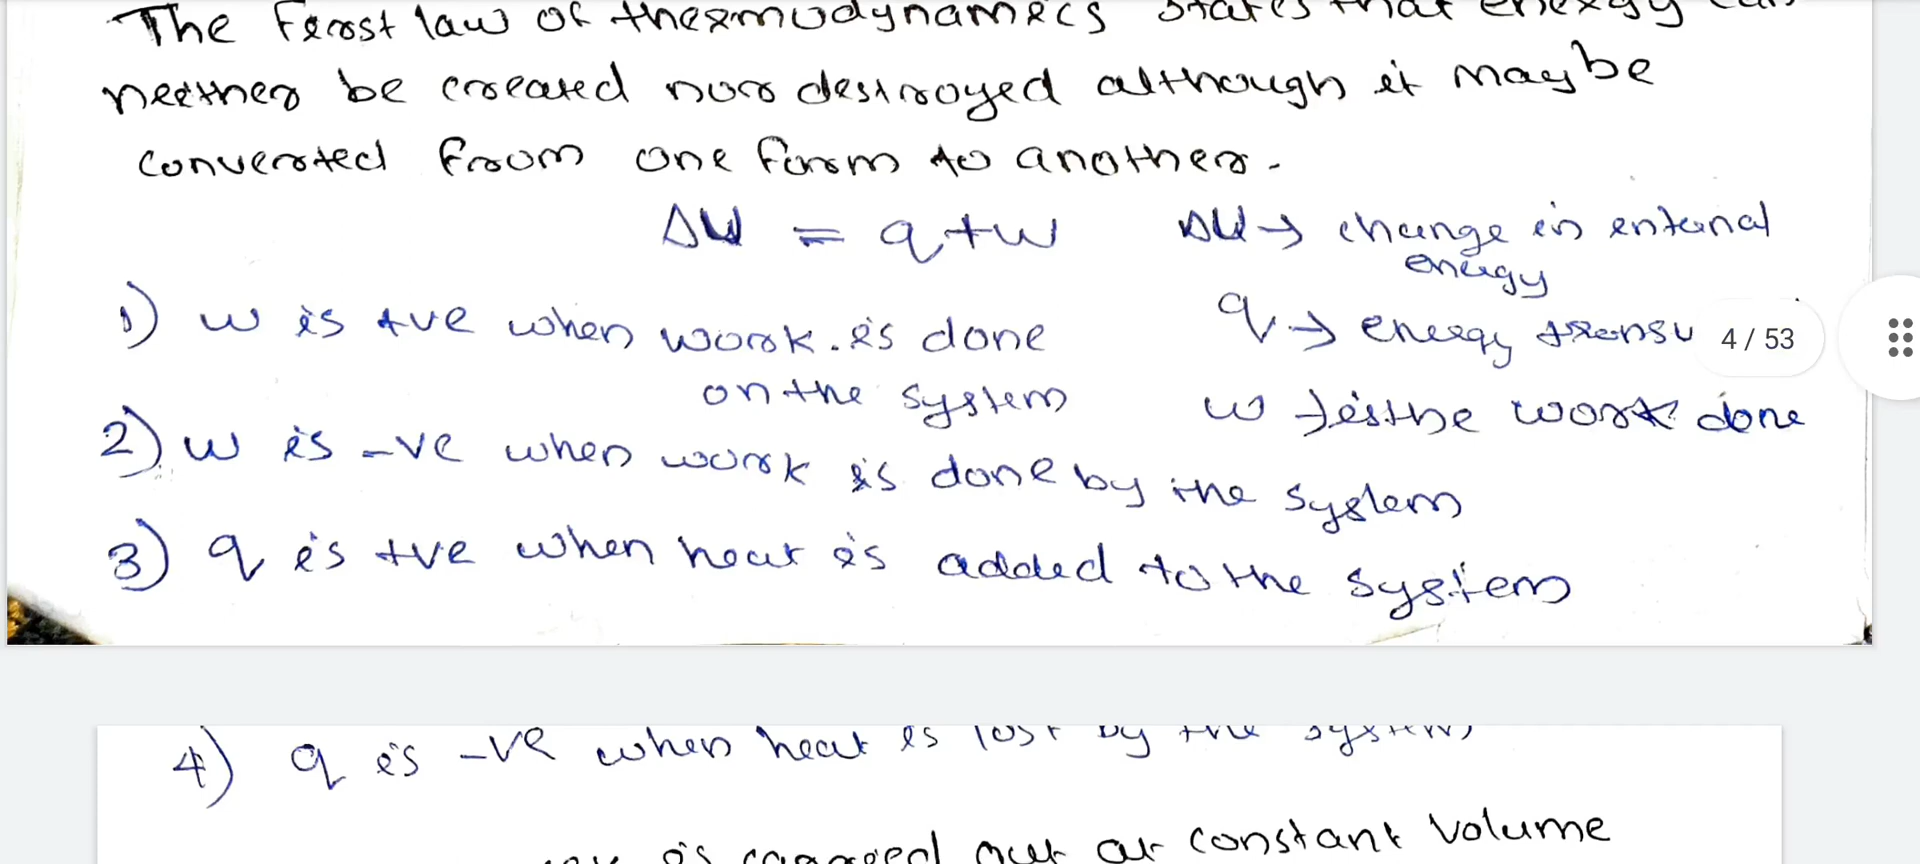 The First law of thermodynamics states that energy can
neither be created nor destroyed although it may be
converted from one form to another.
ΔU = q + w
ΔU → change in internal
energy
1) w is +ve when work is done
on the system
q → energy
4 / 53
w → is the work done
2) w is -ve when work is done by the system
3) q is +ve when heat is added to the system
4) q is -ve when heat is lost by the system
is carried out at constant volume